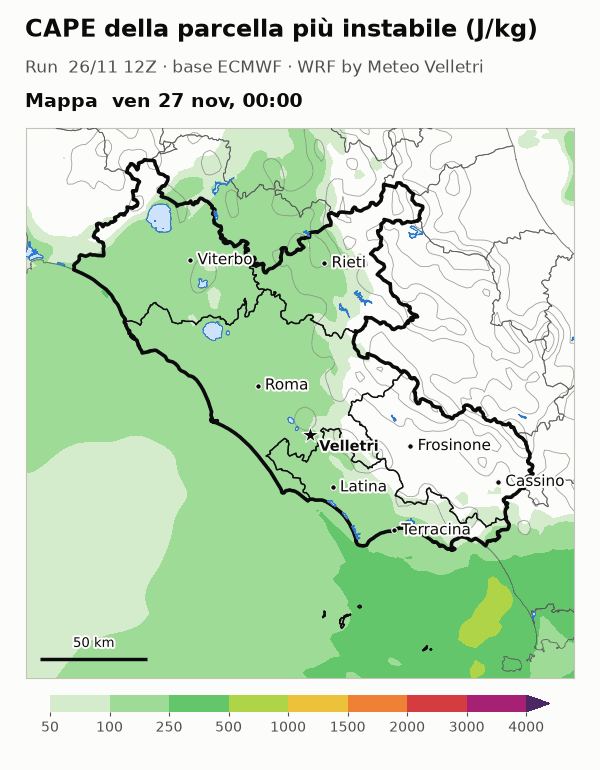 CAPE della parcella più instabile (J/kg)
Run  26/11 12Z · base ECMWF · WRF by Meteo Velletri
Mappa  ven 27 nov, 00:00
Viterbo
Rieti
Roma
Velletri
Frosinone
Cassino
Latina
Terracina
50 km
50 100 250 500 1000 1500 2000 3000 4000